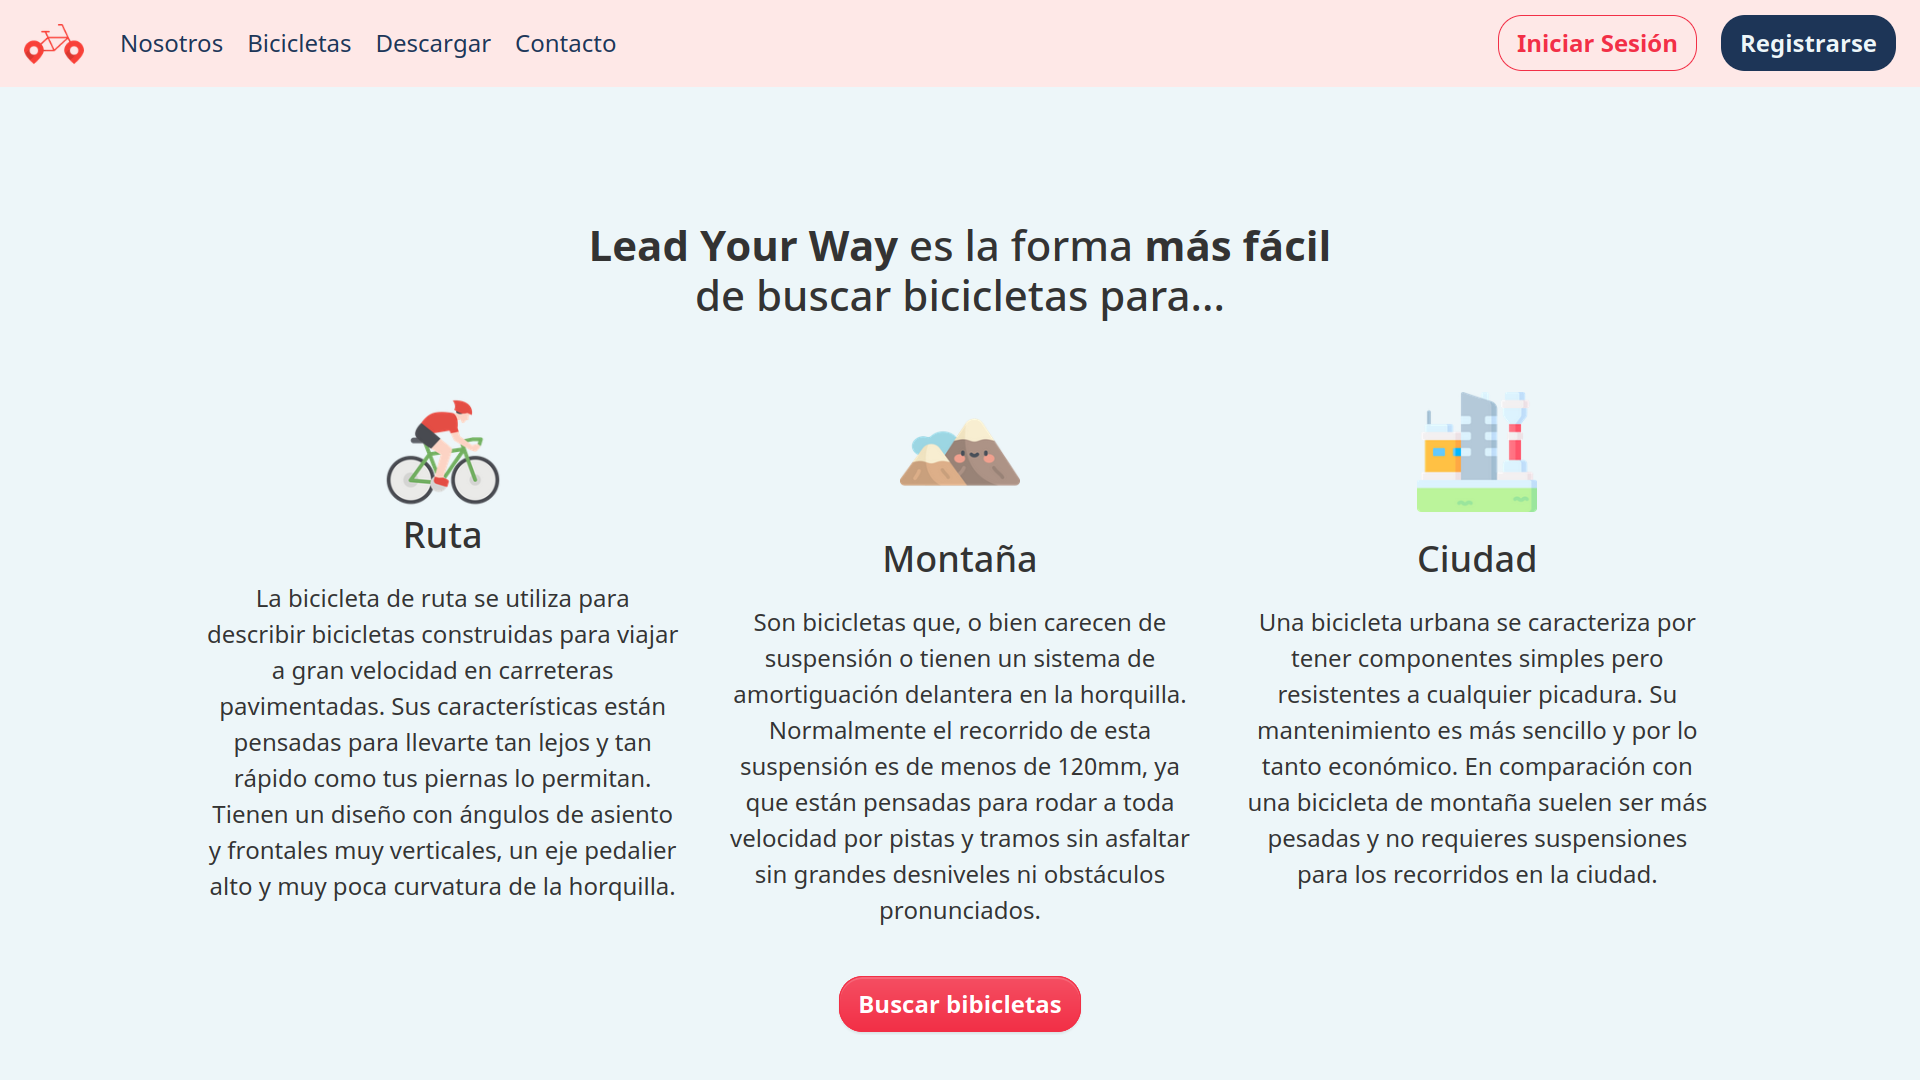 Nosotros Bicicletas Descargar Contacto Iniciar Sesión Registrarse
Lead Your Way es la forma más fácil
de buscar bicicletas para...
Ruta
La bicicleta de ruta se utiliza para
describir bicicletas construidas para viajar
a gran velocidad en carreteras
pavimentadas. Sus características están
pensadas para llevarte tan lejos y tan
rápido como tus piernas lo permitan.
Tienen un diseño con ángulos de asiento
y frontales muy verticales, un eje pedalier
alto y muy poca curvatura de la horquilla.
Montaña
Son bicicletas que, o bien carecen de
suspensión o tienen un sistema de
amortiguación delantera en la horquilla.
Normalmente el recorrido de esta
suspensión es de menos de 120mm, ya
que están pensadas para rodar a toda
velocidad por pistas y tramos sin asfaltar
sin grandes desniveles ni obstáculos
pronunciados.
Ciudad
Una bicicleta urbana se caracteriza por
tener componentes simples pero
resistentes a cualquier picadura. Su
mantenimiento es más sencillo y por lo
tanto económico. En comparación con
una bicicleta de montaña suelen ser más
pesadas y no requieres suspensiones
para los recorridos en la ciudad.
Buscar bibicletas